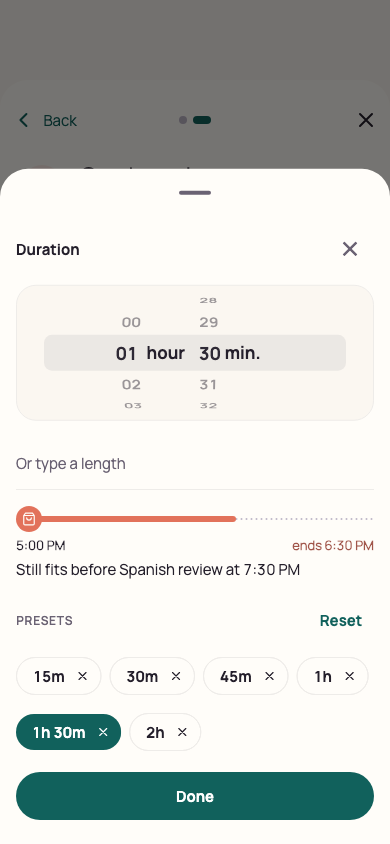 Back
Duration
28
00 29
01 hour 30 min.
02 31
03 32
Or type a length
5:00 PM ends 6:30 PM
Still fits before Spanish review at 7:30 PM
PRESETS Reset
15m 30m 45m 1h
1h 30m 2h
Done